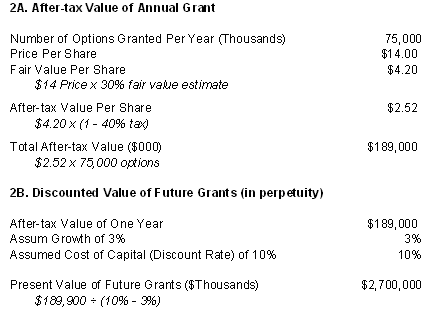 2A. After-tax Value of Annual Grant
Number of Options Granted Per Year (Thousands) 75,000
Price Per Share $14.00
Fair Value Per Share $4.20
$14 Price x 30% fair value estimate
After-tax Value Per Share $2.52
$4.20 x (1 - 40% tax)
Total After-tax Value ($000) $189,000
$2.52 x 75,000 options
2B. Discounted Value of Future Grants (in perpetuity)
After-tax Value of One Year $189,000
Assum Growth of 3% 3%
Assumed Cost of Capital (Discount Rate) of 10% 10%
Present Value of Future Grants ($Thousands) $2,700,000
$189,900 ÷ (10% - 3%)